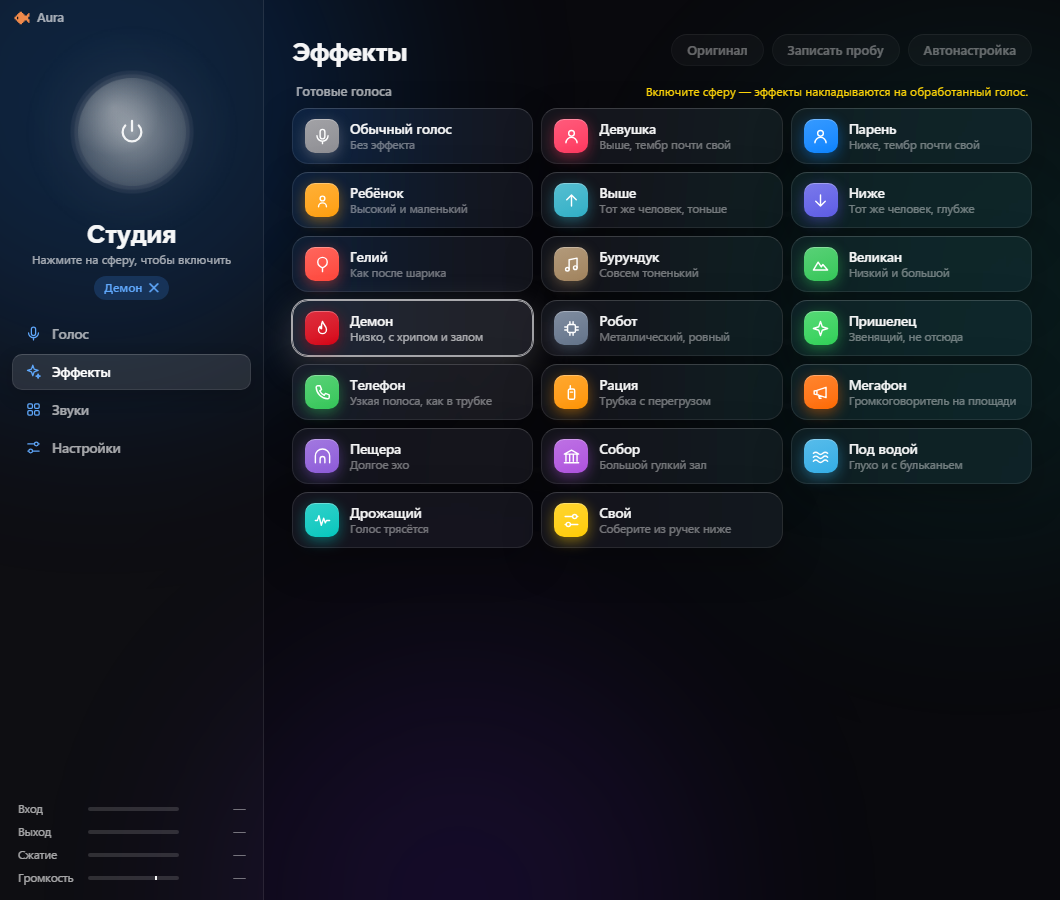 Aura
Студия
Нажмите на сферу, чтобы включить
Демон
Голос
Эффекты
Звуки
Настройки
Вход —
Выход —
Сжатие —
Громкость —
Эффекты
Оригинал
Записать пробу
Автонастройка
Готовые голоса
Включите сферу — эффекты накладываются на обработанный голос.
Обычный голос
Без эффекта
Девушка
Выше, тембр почти свой
Парень
Ниже, тембр почти свой
Ребёнок
Высокий и маленький
Выше
Тот же человек, тоньше
Ниже
Тот же человек, глубже
Гелий
Как после шарика
Бурундук
Совсем тоненький
Великан
Низкий и большой
Демон
Низко, с хрипом и залом
Робот
Металлический, ровный
Пришелец
Звенящий, не отсюда
Телефон
Узкая полоса, как в трубке
Рация
Трубка с перегрузом
Мегафон
Громкоговоритель на площади
Пещера
Долгое эхо
Собор
Большой гулкий зал
Под водой
Глухо и с бульканьем
Дрожащий
Голос трясётся
Свой
Соберите из ручек ниже